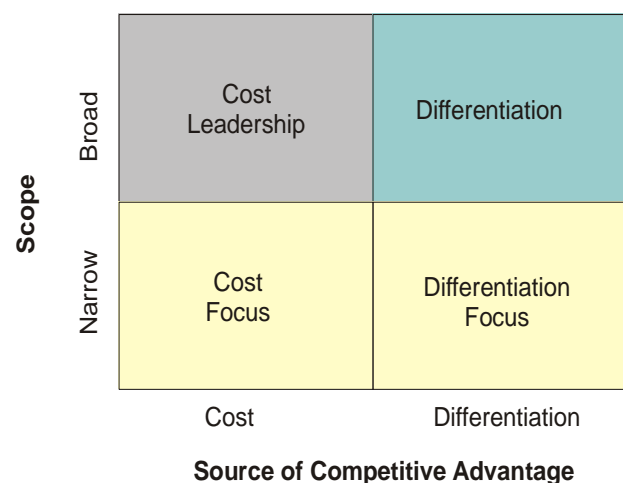 Cost
Leadership
Differentiation
Broad
Scope
Narrow
Cost
Focus
Differentiation
Focus
Cost
Differentiation
Source of Competitive Advantage